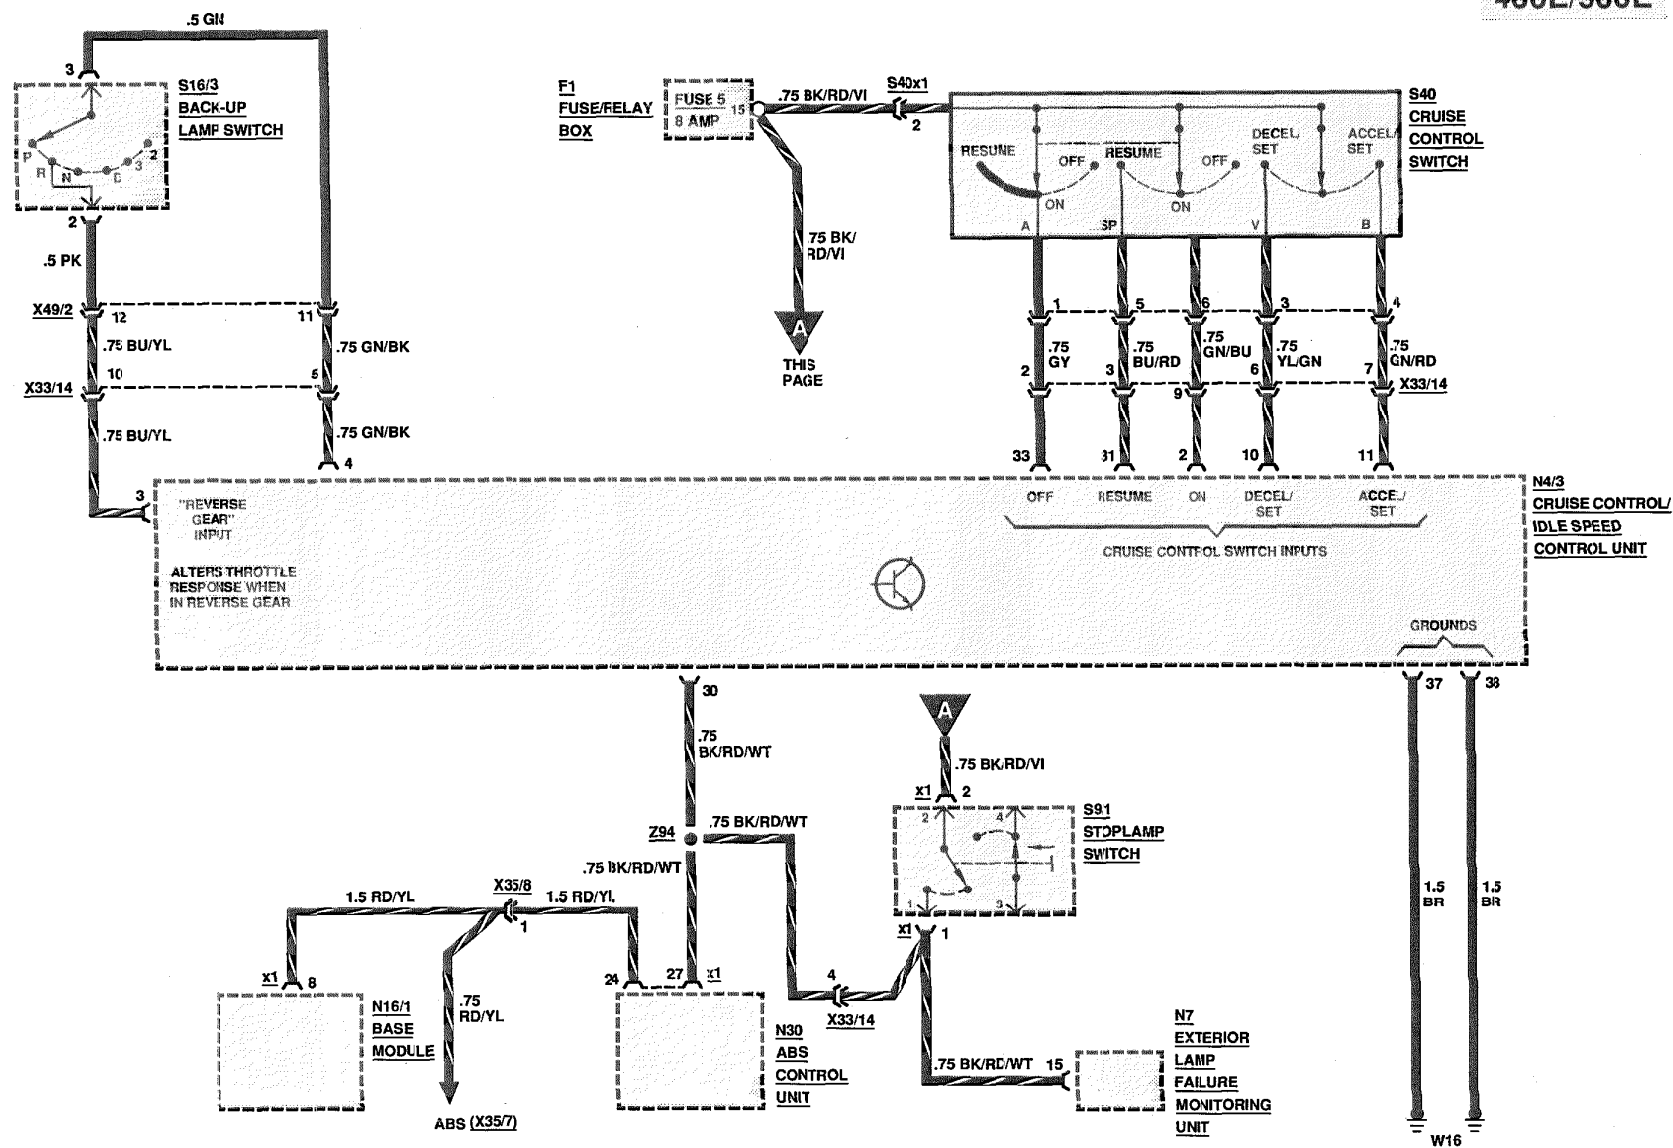 .5 GN
3
S16/3
BACK-UP
LAMP SWITCH
P
R
N
D
3
2
2
.5 PK
X49/2
12
11
.75 BU/YL
.75 GN/BK
10
5
X33/14
.75 BU/YL
.75 GN/BK
4
3
F1
FUSE/RELAY
BOX
FUSE 5
8 AMP
15
.75 BK/RD/VI
S40x1
2
.75 BK/
RD/VI
A
THIS
PAGE
S40
CRUISE
CONTROL
SWITCH
RESUME
OFF
RESUME
OFF
DECEL/
SET
ACCEL/
SET
ON
ON
A
SP
V
B
1
5
6
3
4
.75
GY
.75
BU/RD
.75
GN/BU
.75
YL/GN
.75
GN/RD
2
3
9
6
7
X33/14
33
31
2
10
11
"REVERSE
GEAR"
INPUT
ALTERS THROTTLE
RESPONSE WHEN
IN REVERSE GEAR
OFF
RESUME
ON
DECEL/
SET
ACCEL/
SET
CRUISE CONTROL SWITCH INPUTS
N4/3
CRUISE CONTROL/
IDLE SPEED
CONTROL UNIT
GROUNDS
30
37
38
.75
BK/RD/WT
A
.75 BK/RD/VI
x1
2
2
4
S9/1
STOPLAMP
SWITCH
1
3
x1
1
Z94
.75 BK/RD/WT
.75 BK/RD/WT
1.5 RD/YL
X35/8
1.5 RD/YL
1
x1
8
24
27
x1
4
X33/14
N16/1
BASE
MODULE
.75
RD/YL
ABS (X35/7)
N30
ABS
CONTROL
UNIT
.75 BK/RD/WT
15
N7
EXTERIOR
LAMP
FAILURE
MONITORING
UNIT
1.5
BR
1.5
BR
W16